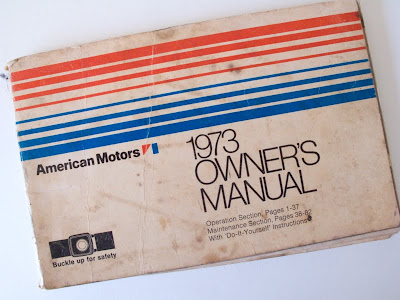 American Motors
1973
OWNER'S
MANUAL
Operation Section, Pages 1-37
Maintenance Section, Pages 38-82
With 'Do-It-Yourself' Instructions
Buckle up for safety